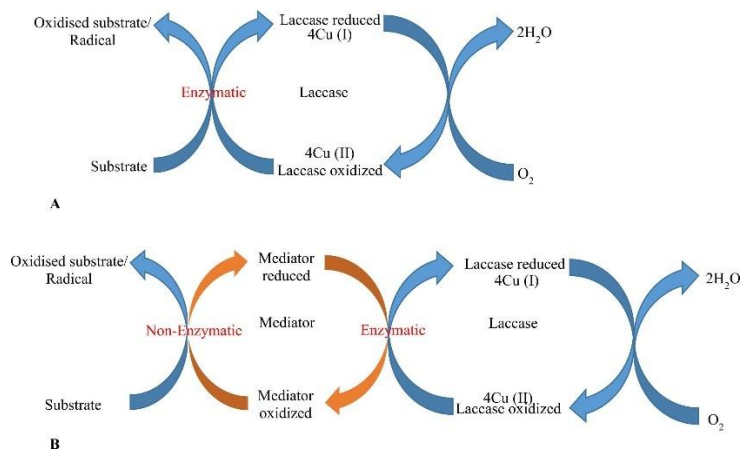 Oxidised substrate/
Radical
Laccase reduced
4Cu (I)
2H₂O
Enzymatic
Laccase
Substrate
4Cu (II)
Laccase oxidized
O₂
A
Oxidised substrate/
Radical
Mediator
reduced
Laccase reduced
4Cu (I)
2H₂O
Non-Enzymatic
Mediator
Enzymatic
Laccase
Substrate
Mediator
oxidized
4Cu (II)
Laccase oxidized
O₂
B